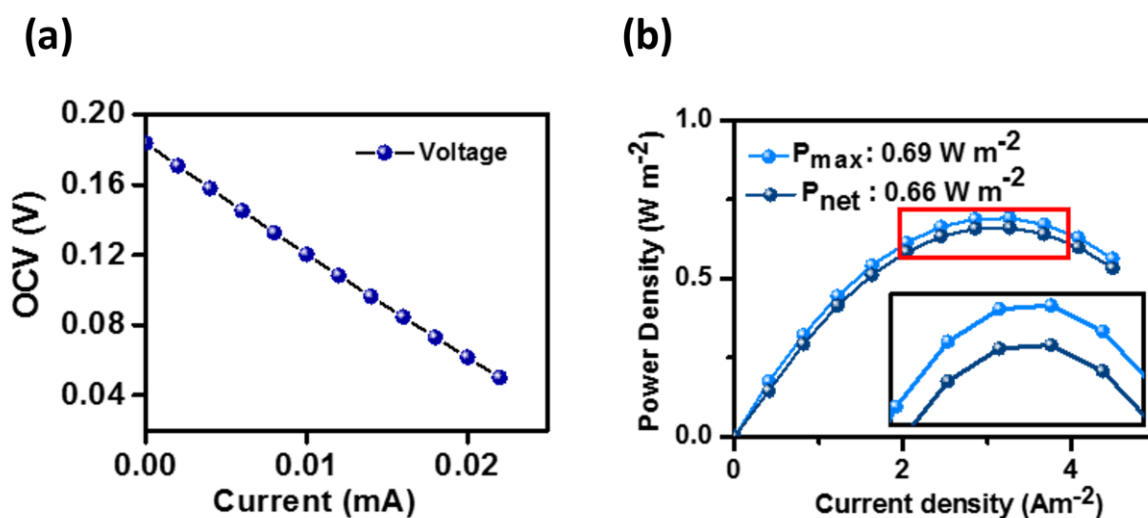 (a)
(b)
OCV (V)
0.20
0.16
0.12
0.08
0.04
Voltage
0.00
0.01
0.02
Current (mA)
Power Density (W m⁻²)
1.0
0.5
0.0
Pmax : 0.69 W m⁻²
Pnet : 0.66 W m⁻²
0
2
4
Current density (Am⁻²)